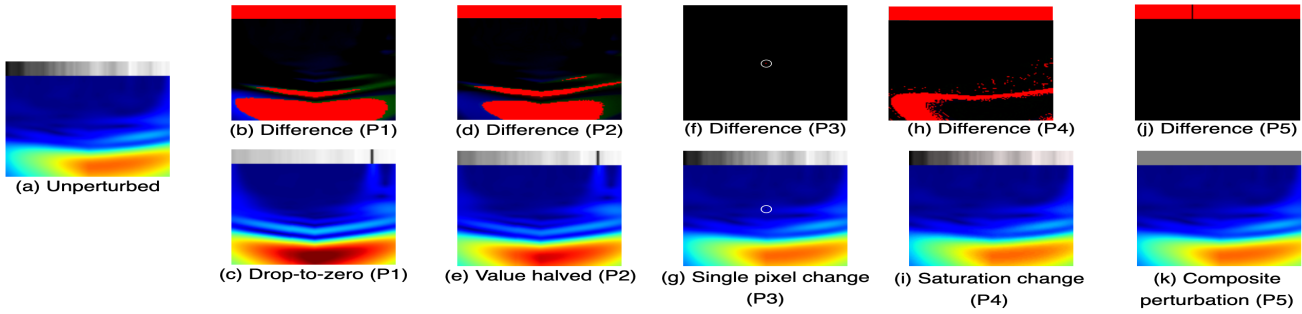 (b) Difference (P1)
(d) Difference (P2)
(f) Difference (P3)
(h) Difference (P4)
(j) Difference (P5)
(a) Unperturbed
(c) Drop-to-zero (P1)
(e) Value halved (P2)
(g) Single pixel change
(P3)
(i) Saturation change
(P4)
(k) Composite
perturbation (P5)